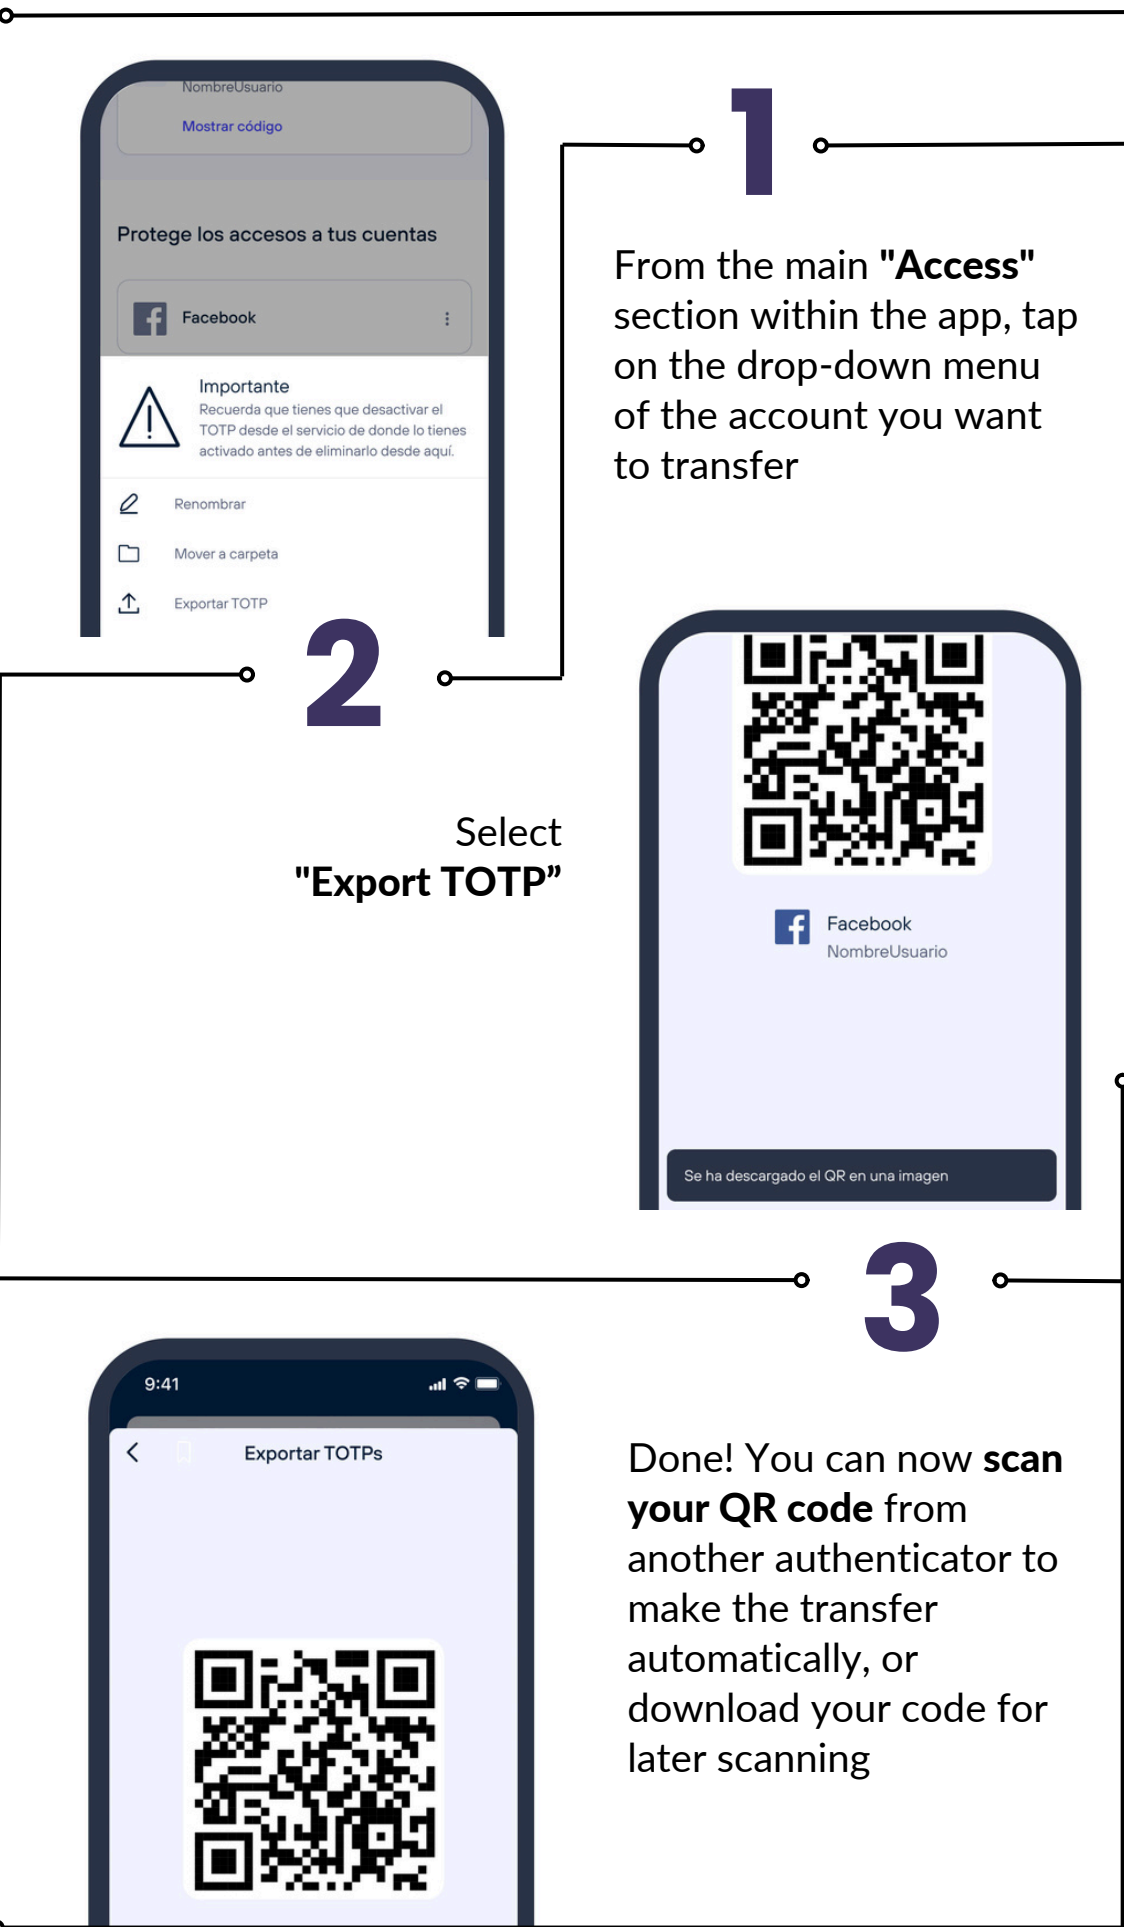 NombreUsuario
Mostrar código
Protege los accesos a tus cuentas
Facebook
Importante
Recuerda que tienes que desactivar el
TOTP desde el servicio de donde lo tienes
activado antes de eliminarlo desde aquí.
Renombrar
Mover a carpeta
Exportar TOTP
1
From the main "Access"
section within the app, tap
on the drop-down menu
of the account you want
to transfer
2
Select
"Export TOTP”
Facebook
NombreUsuario
Se ha descargado el QR en una imagen
3
9:41
Exportar TOTPs
Done! You can now scan
your QR code from
another authenticator to
make the transfer
automatically, or
download your code for
later scanning